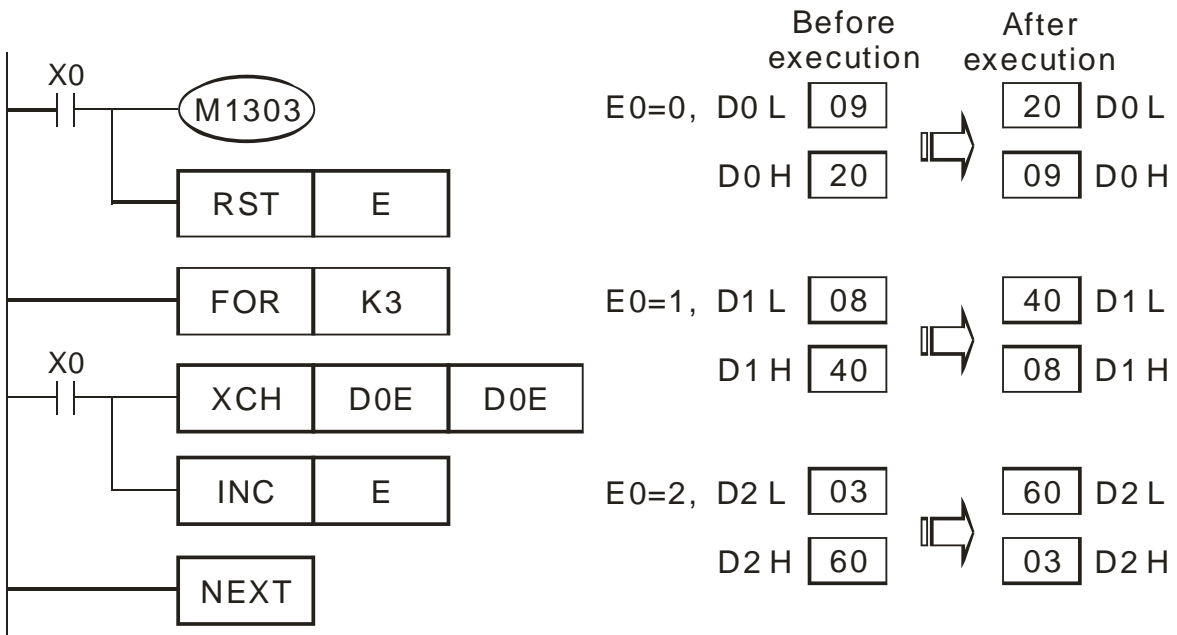 X0
M1303
RST E
FOR K3
X0
XCH D0E D0E
INC E
NEXT
Before execution
After execution
E0=0, D0 L 09 20 D0 L
D0 H 20 09 D0 H
E0=1, D1 L 08 40 D1 L
D1 H 40 08 D1 H
E0=2, D2 L 03 60 D2 L
D2 H 60 03 D2 H